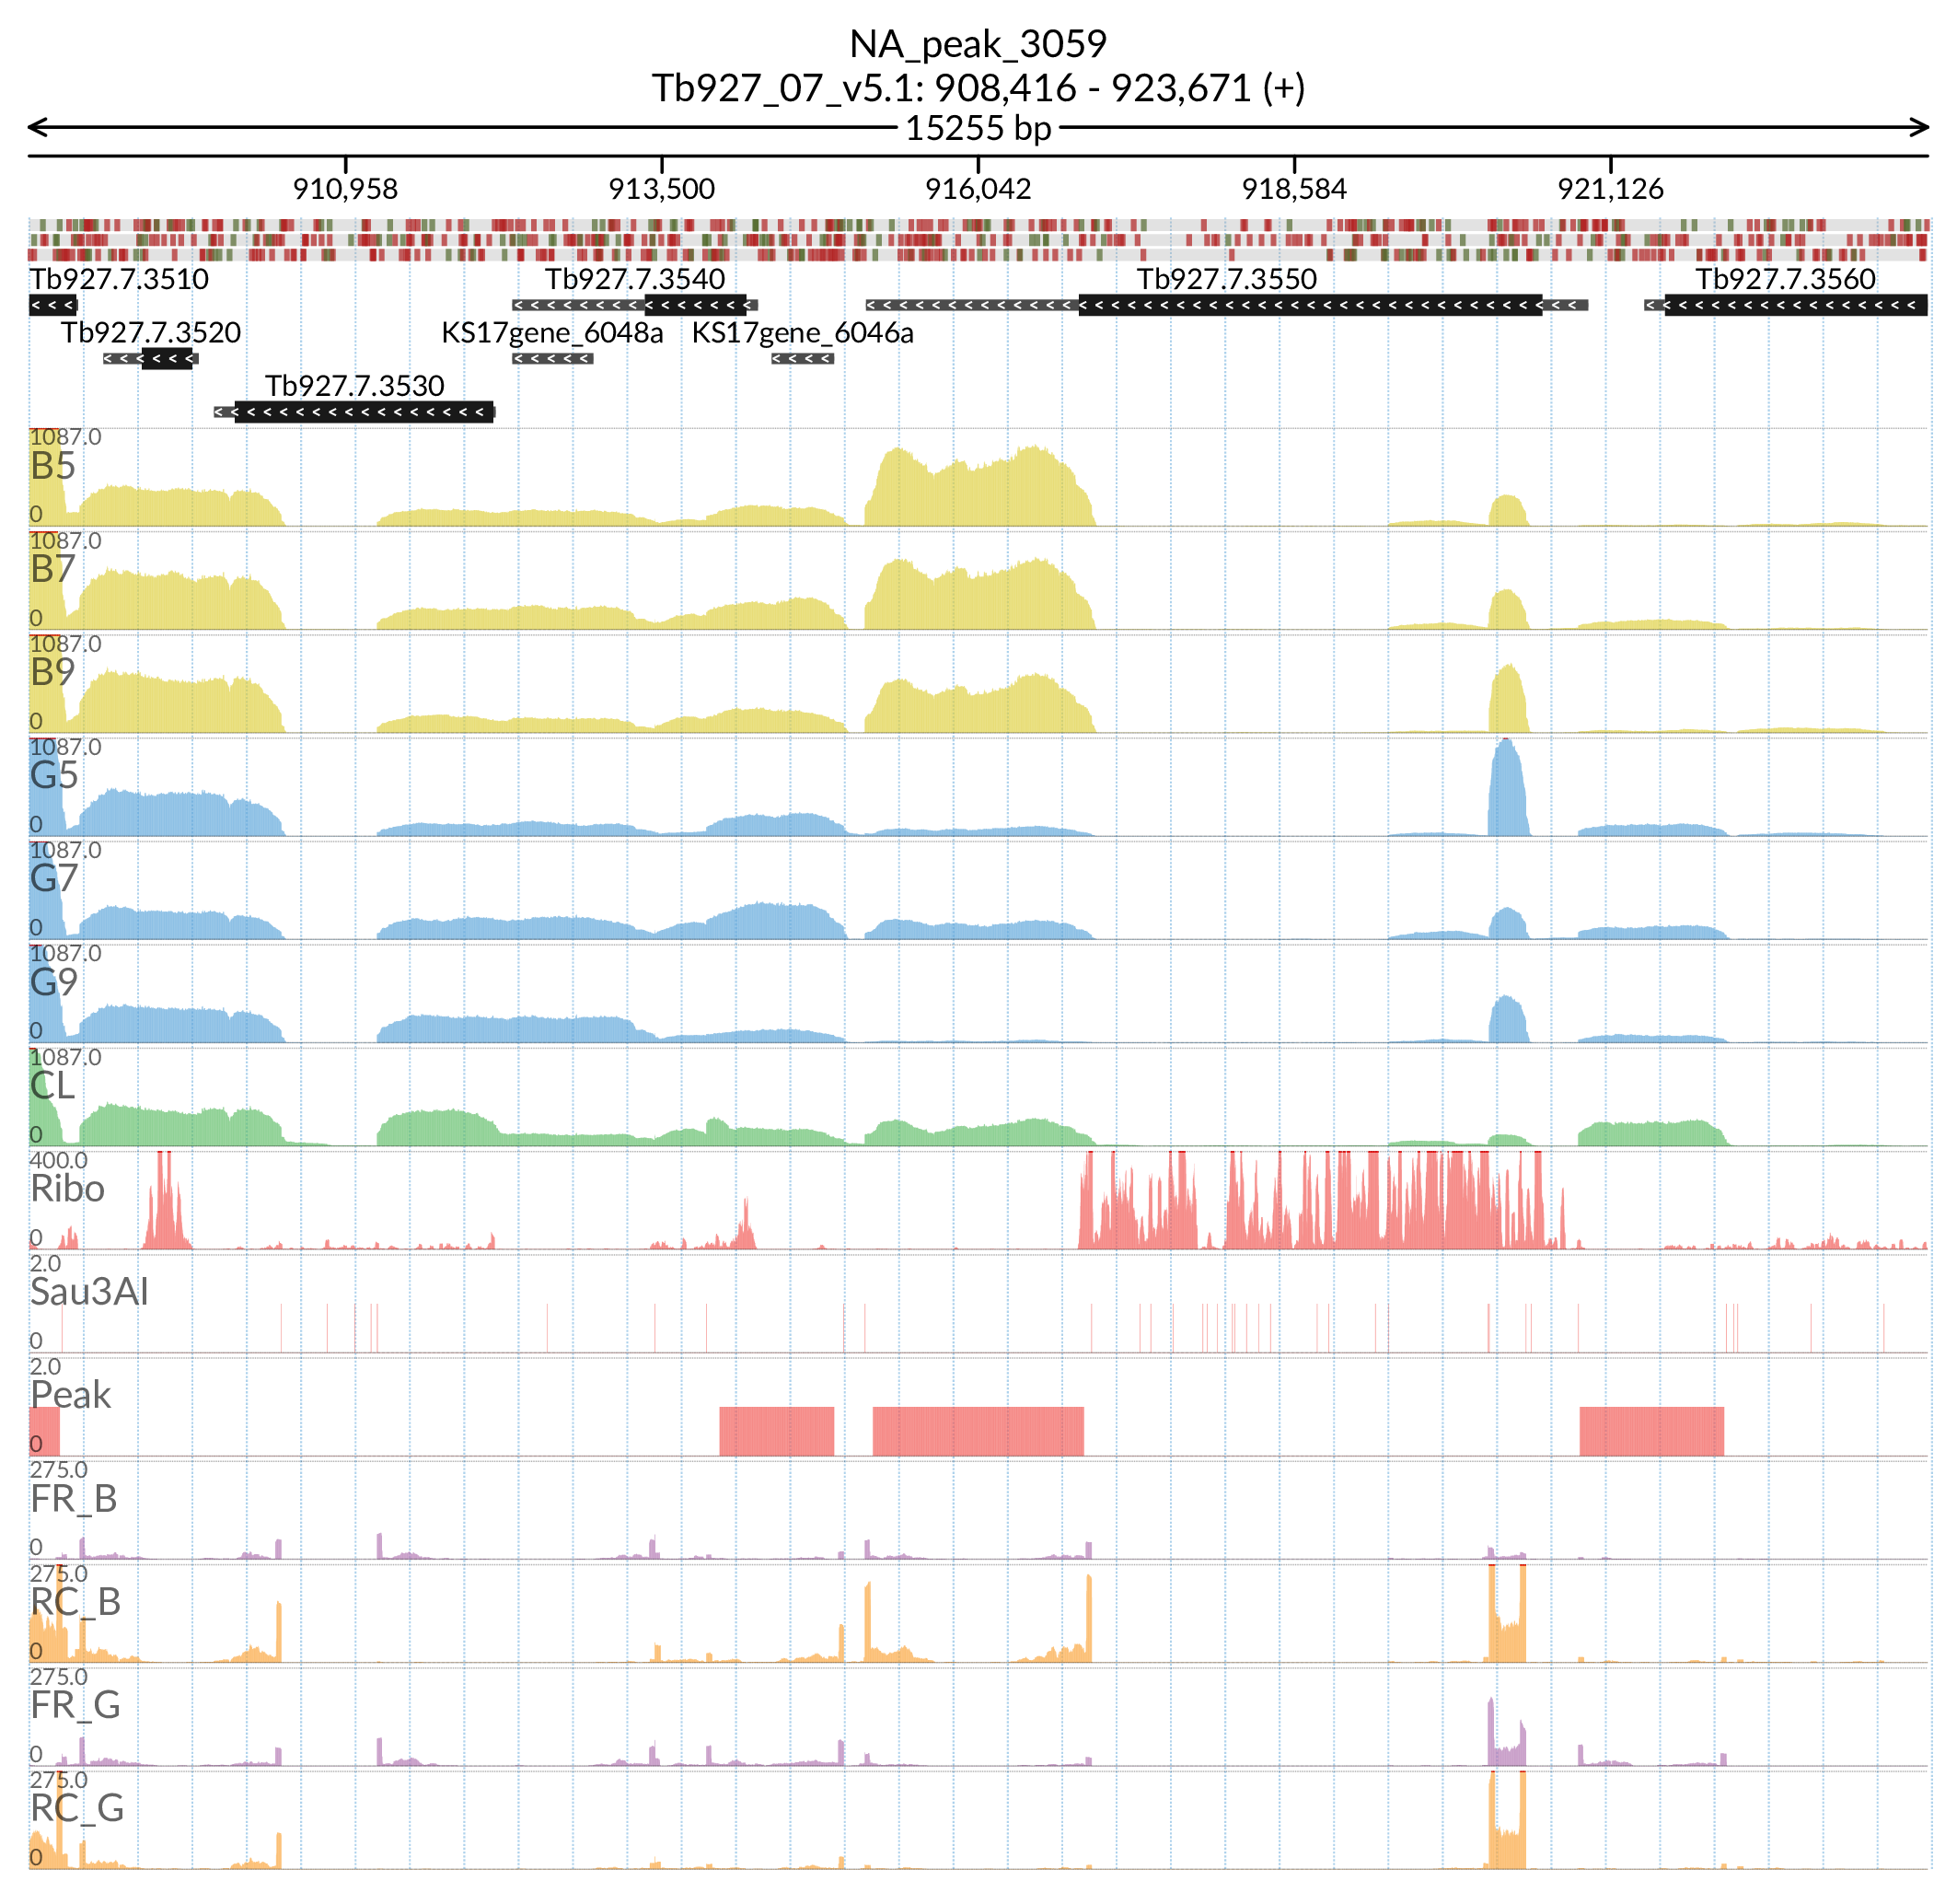 NA_peak_3059
Tb927_07_v5.1: 908,416 - 923,671 (+)
15255 bp
910,958 913,500 916,042 918,584 921,126
Tb927.7.3510 Tb927.7.3540 Tb927.7.3550 Tb927.7.3560
Tb927.7.3520 KS17gene_6048a KS17gene_6046a
Tb927.7.3530
1087.0
B5
0
1087.0
B7
0
1087.0
B9
0
1087.0
G5
0
1087.0
G7
0
1087.0
G9
0
1087.0
CL
0
400.0
Ribo
0
2.0
Sau3AI
0
2.0
Peak
0
275.0
FR_B
0
275.0
RC_B
0
275.0
FR_G
0
275.0
RC_G
0